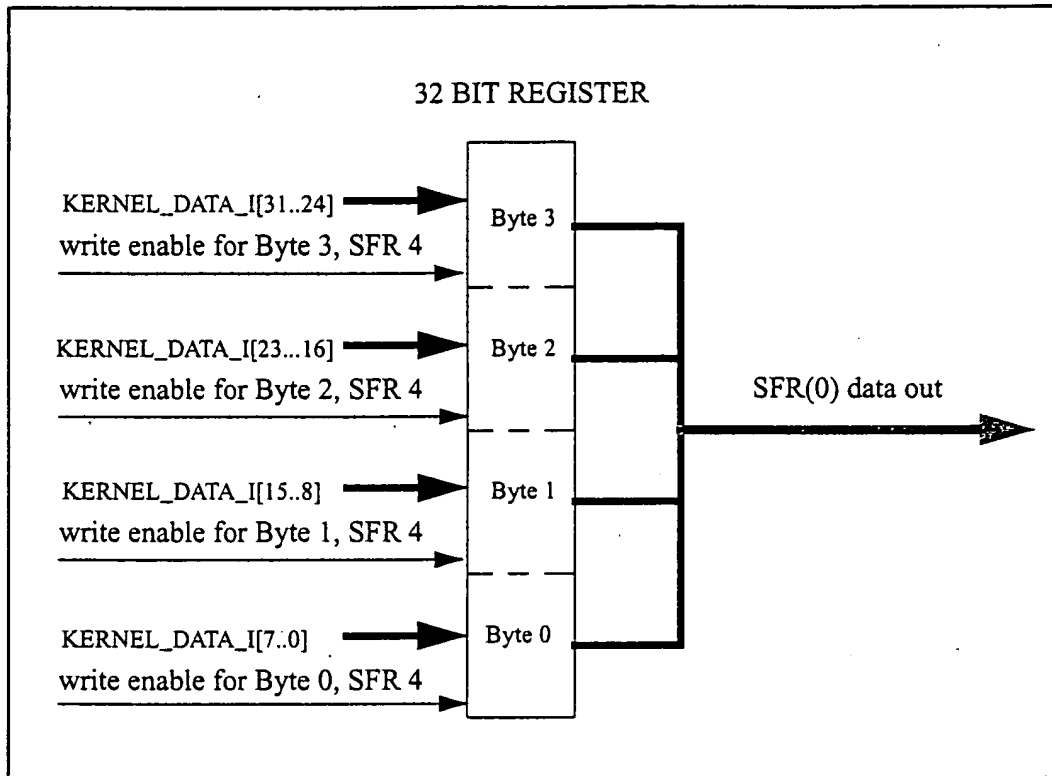 32 BIT REGISTER
KERNEL_DATA_I[31..24]
write enable for Byte 3, SFR 4
Byte 3
KERNEL_DATA_I[23...16]
write enable for Byte 2, SFR 4
Byte 2
SFR(0) data out
KERNEL_DATA_I[15..8]
write enable for Byte 1, SFR 4
Byte 1
KERNEL_DATA_I[7..0]
write enable for Byte 0, SFR 4
Byte 0